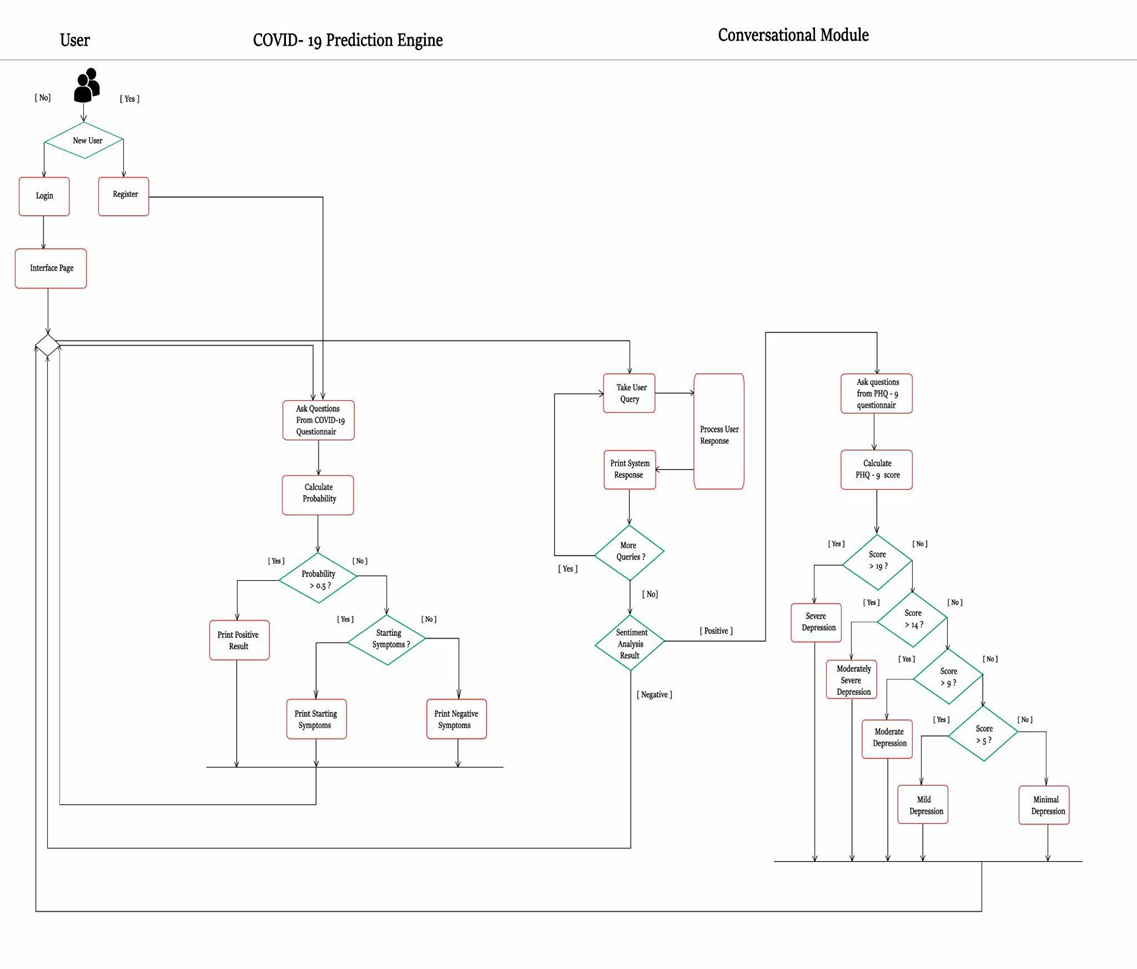 User
COVID- 19 Prediction Engine
Conversational Module
[ No]
[ Yes ]
New User
Login
Register
Interface Page
Ask Questions
From COVID-19
Questionnair
Calculate
Probability
[ Yes ]
[ No ]
Probability
> 0.5 ?
Print Positive
Result
[ Yes ]
[ No ]
Starting
Symptoms ?
Print Starting
Symptoms
Print Negative
Symptoms
Take User
Query
Process User
Response
Print System
Response
More
Queries ?
[ Yes ]
[ No]
Sentiment
Analysis
Result
[ Positive ]
[ Negative ]
Ask questions
from PHQ - 9
questionnair
Calculate
PHQ - 9 score
[ Yes ]
[ No ]
Score
> 19 ?
Severe
Depression
[ Yes ]
[ No ]
Score
> 14 ?
Moderately
Severe
Depression
[ Yes ]
[ No ]
Score
> 9 ?
Moderate
Depression
[ Yes ]
[ No ]
Score
> 5 ?
Mild
Depression
Minimal
Depression